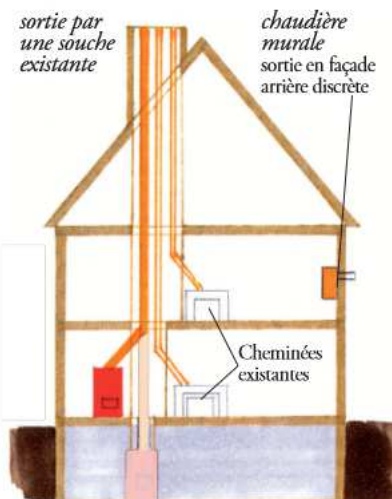 sortie par
une souche
existante
chaudière
murale
sortie en façade
arrière discrète
Cheminées
existantes